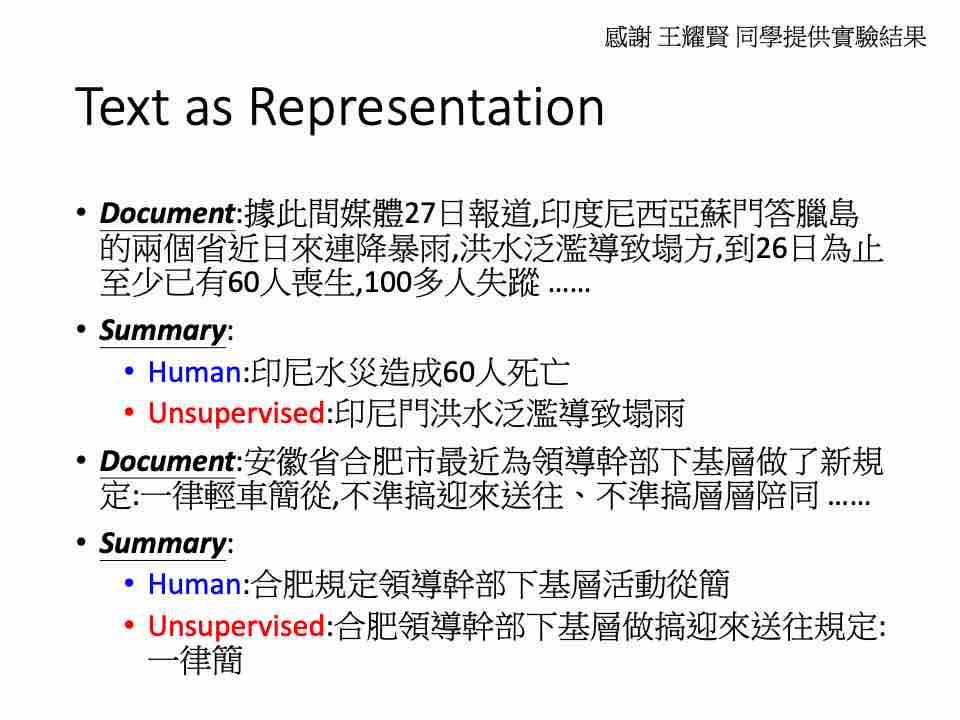 感謝 王耀賢 同學提供實驗結果
Text as Representation
• Document:據此間媒體27日報道,印度尼西亞蘇門答臘島
的兩個省近日來連降暴雨,洪水泛濫導致塌方,到26日為止
至少已有60人喪生,100多人失蹤 ……
• Summary:
• Human:印尼水災造成60人死亡
• Unsupervised:印尼門洪水泛濫導致塌雨
• Document:安徽省合肥市最近為領導幹部下基層做了新規
定:一律輕車簡從,不準搞迎來送往、不準搞層層陪同 ……
• Summary:
• Human:合肥規定領導幹部下基層活動從簡
• Unsupervised:合肥領導幹部下基層做搞迎來送往規定:
一律簡